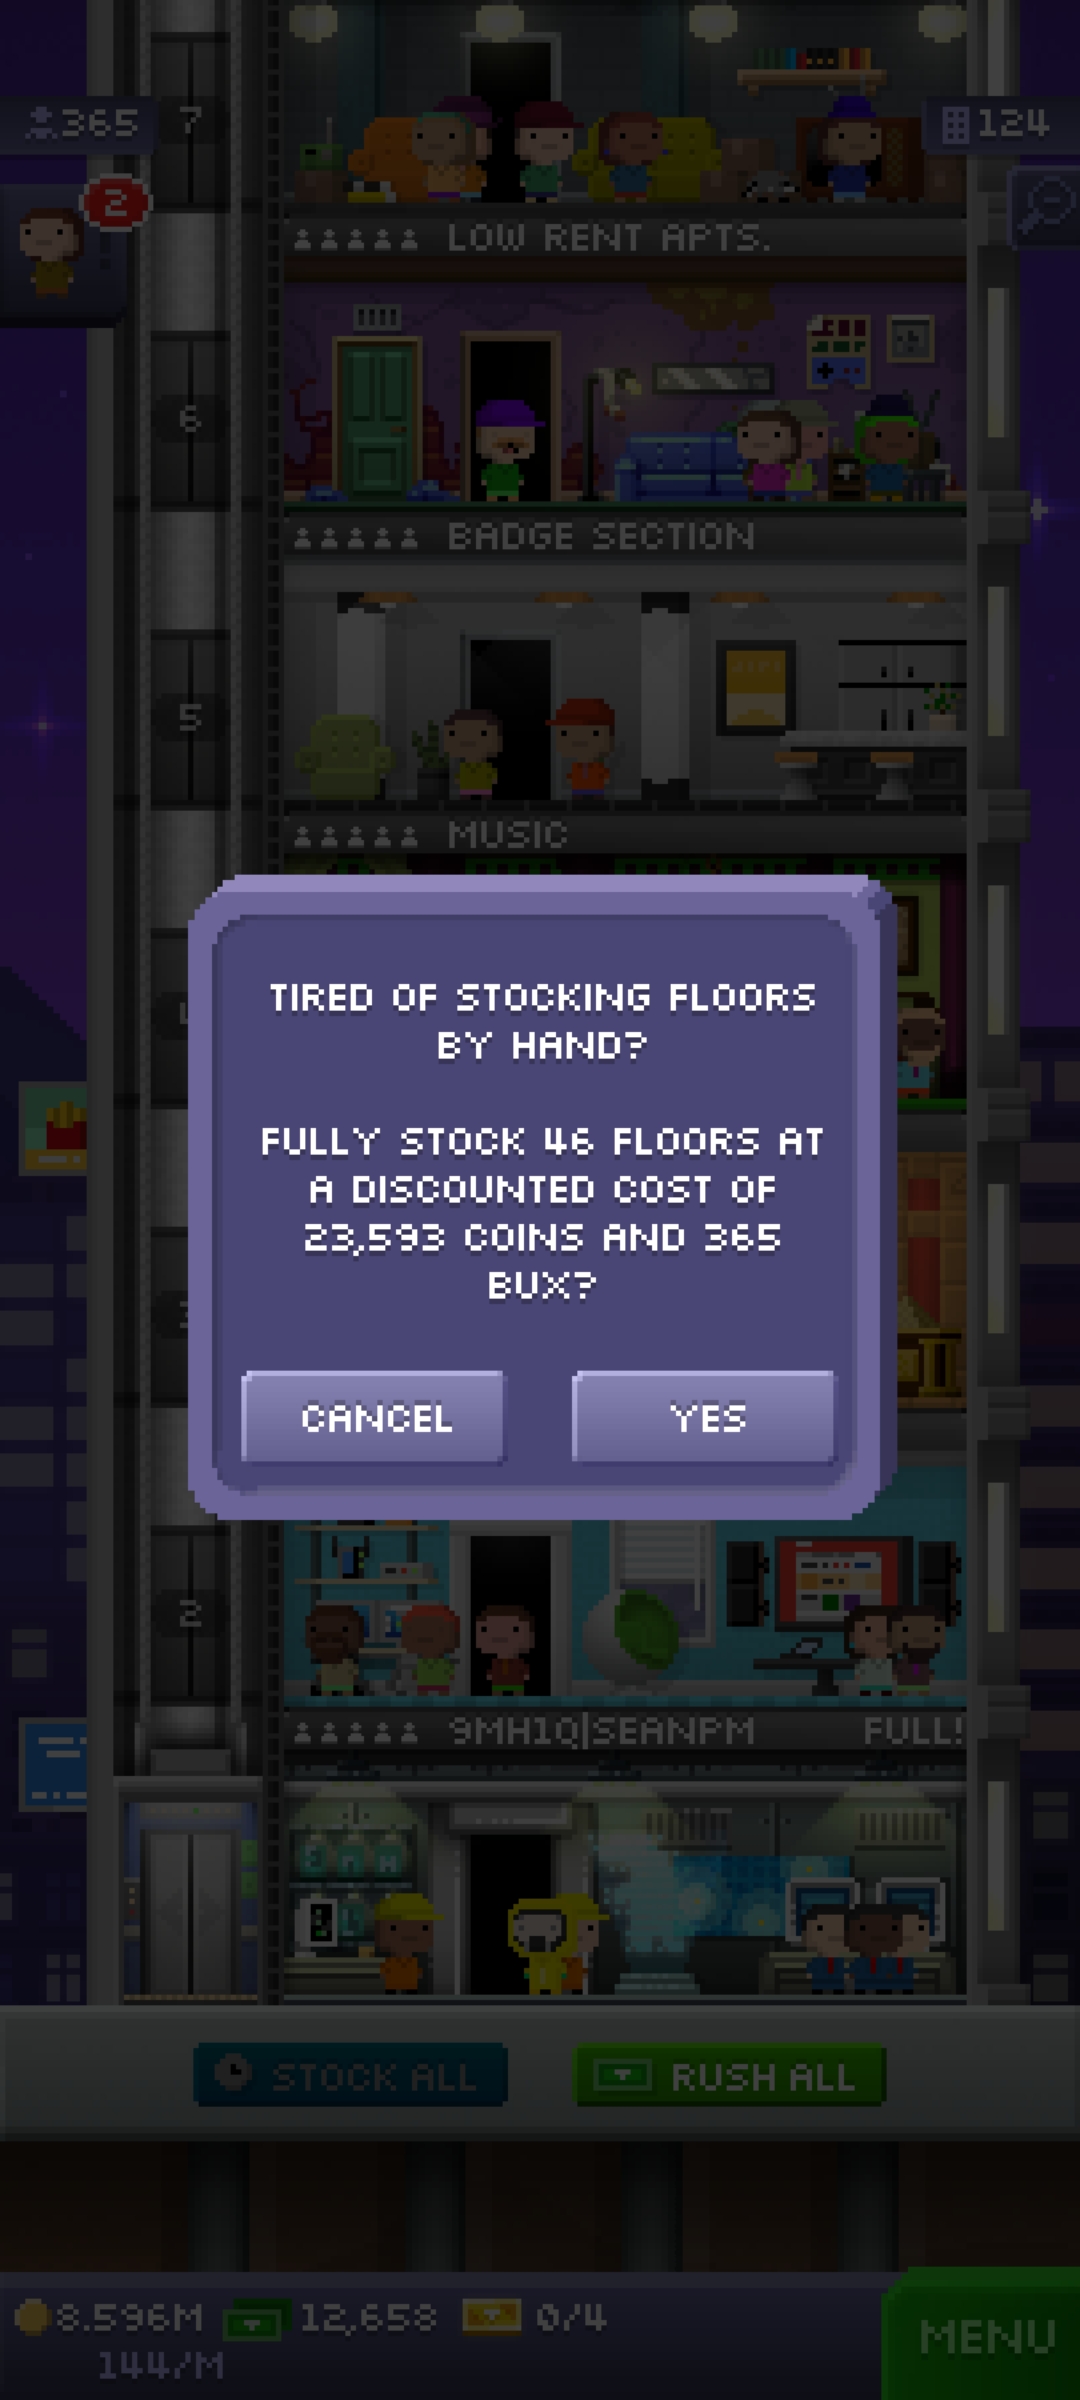 365
7
124
2
LOW RENT APTS.
6
BADGE SECTION
5
MUSIC
TIRED OF STOCKING FLOORS
BY HAND?
FULLY STOCK 46 FLOORS AT
A DISCOUNTED COST OF
23,593 COINS AND 365
BUX?
CANCEL
YES
2
9MH1Q|SEANPM
FULL!
STOCK ALL
RUSH ALL
8.596M
12,658
0/4
144/M
MENU